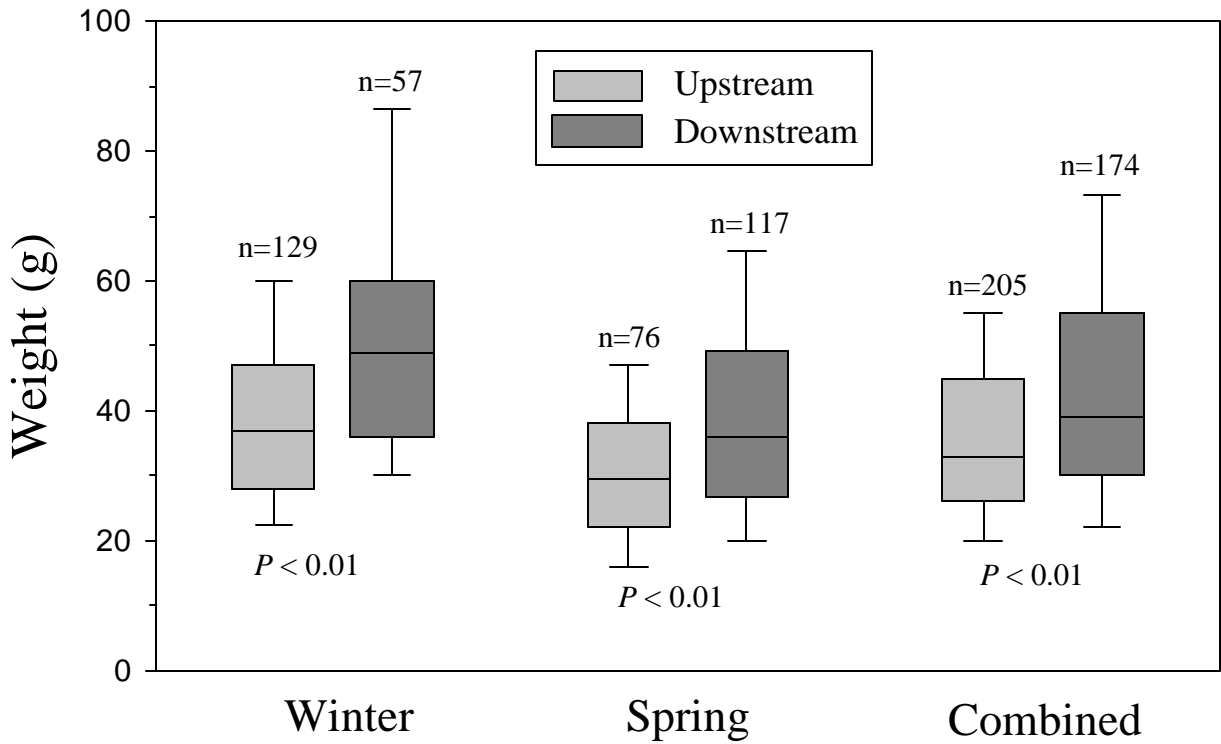 Weight (g)
100
80
60
40
20
0
Upstream
Downstream
n=129
n=57
P < 0.01
n=76
n=117
P < 0.01
n=205
n=174
P < 0.01
Winter
Spring
Combined